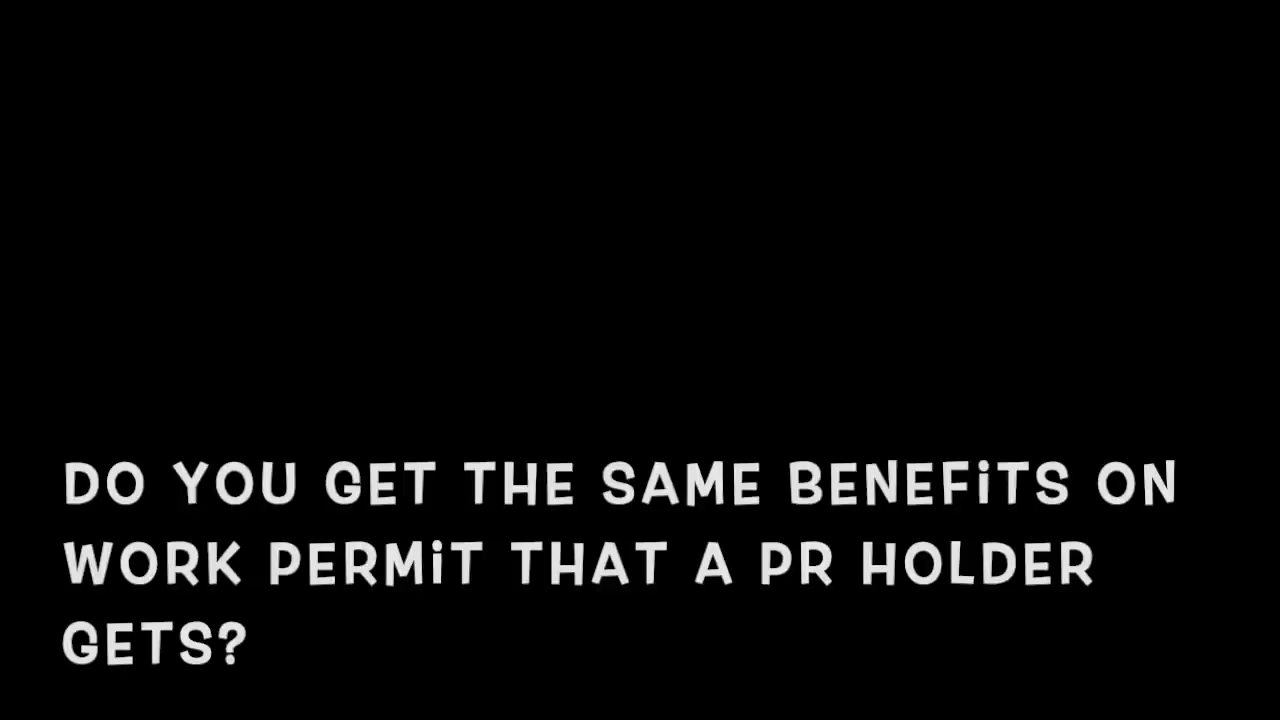 DO YOU GET THE SAME BENEFiTS ON
WORK PERMiT THAT A PR HOLDER
GETS?